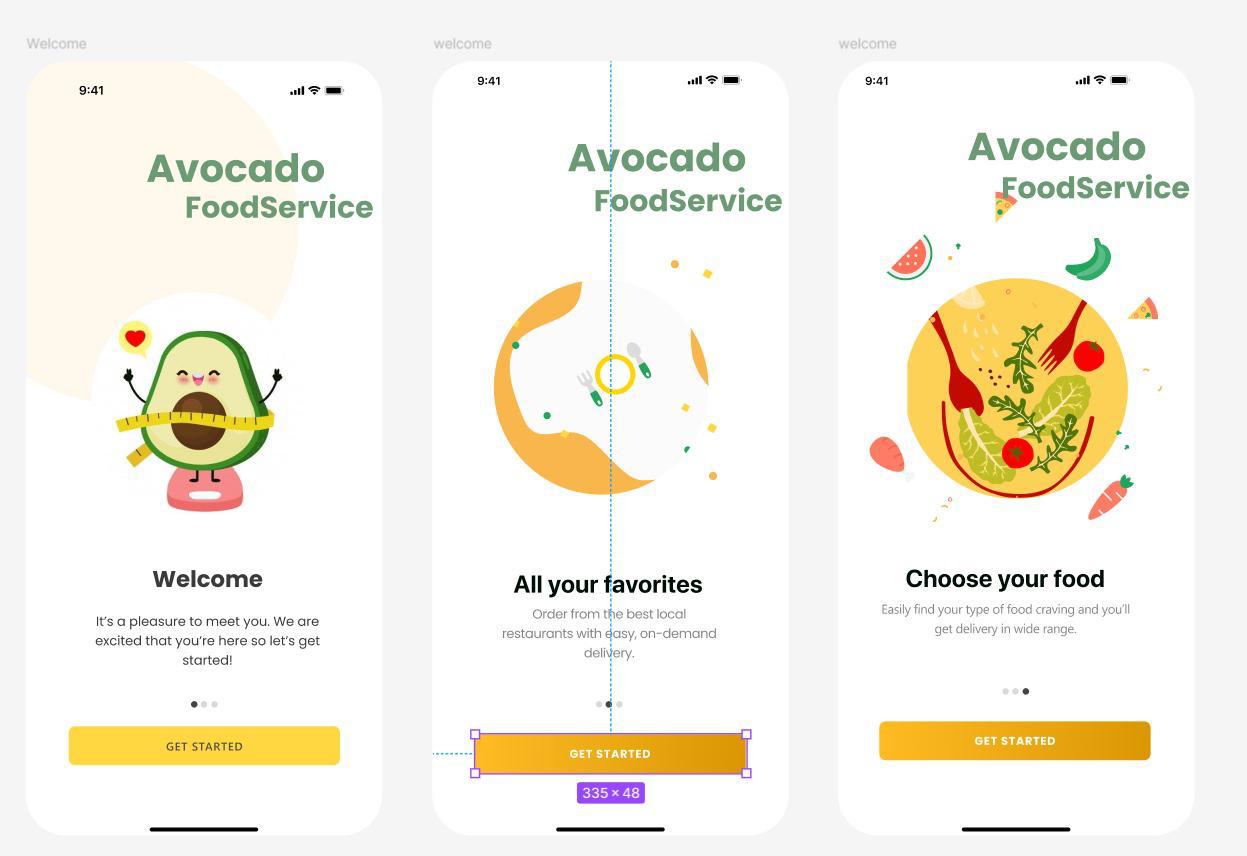 Welcome
9:41
Avocado
FoodService
Welcome
It's a pleasure to meet you. We are
excited that you're here so let's get
started!
GET STARTED
welcome
9:41
Avocado
FoodService
All your favorites
Order from the best local
restaurants with easy, on-demand
delivery.
GET STARTED
335 × 48
welcome
9:41
Avocado
FoodService
Choose your food
Easily find your type of food craving and you'll
get delivery in wide range.
GET STARTED